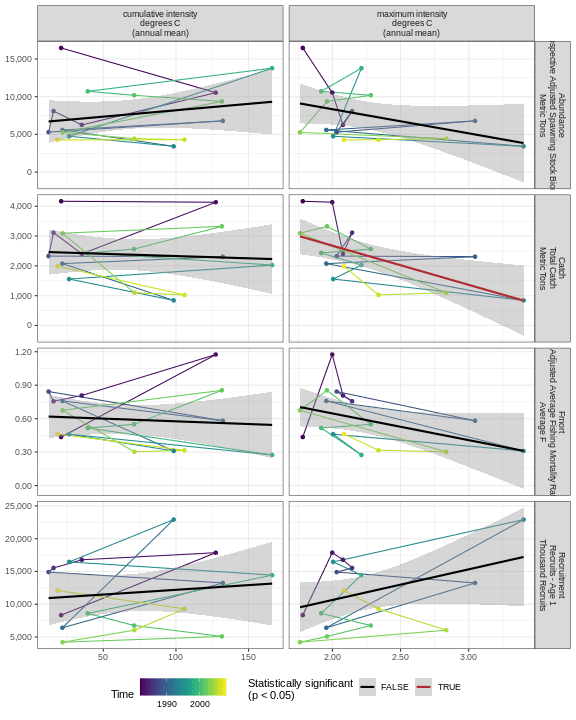 cumulative intensity
degrees C
(annual mean)
maximum intensity
degrees C
(annual mean)
15,000
10,000
5,000
0
Abundance
Adjusted Spawning Stock
Metric Tons
4,000
3,000
2,000
1,000
0
Catch
Total Catch
Metric Tons
1.20
0.90
0.60
0.30
0.00
Fmort
Adjusted Average Fishing Mortality
Average F
25,000
20,000
15,000
10,000
5,000
Recruitment
Recruits - Age 1
Thousand Recruits
50 100 150
2.00 2.50 3.00
Time
1990 2000
Statistically significant
(p < 0.05)
FALSE TRUE